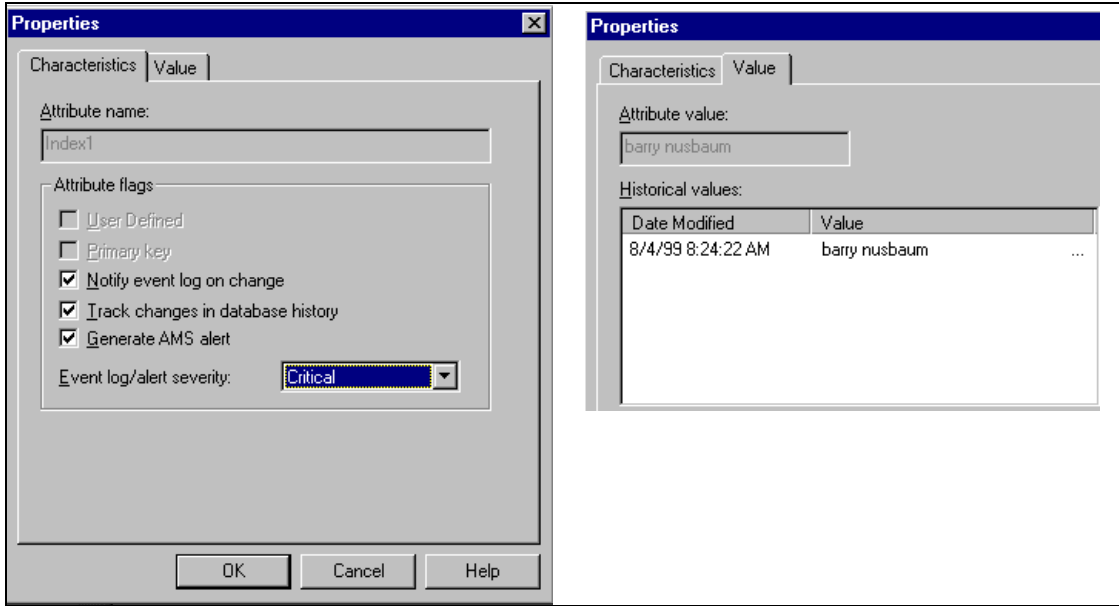 Properties
Characteristics Value
Attribute name:
Index1
Attribute flags
User Defined
Primary key
Notify event log on change
Track changes in database history
Generate AMS alert
Event log/alert severity: Critical
OK Cancel Help
Properties
Characteristics Value
Attribute value:
barry nusbaum
Historical values:
Date Modified Value
8/4/99 8:24:22 AM barry nusbaum ...